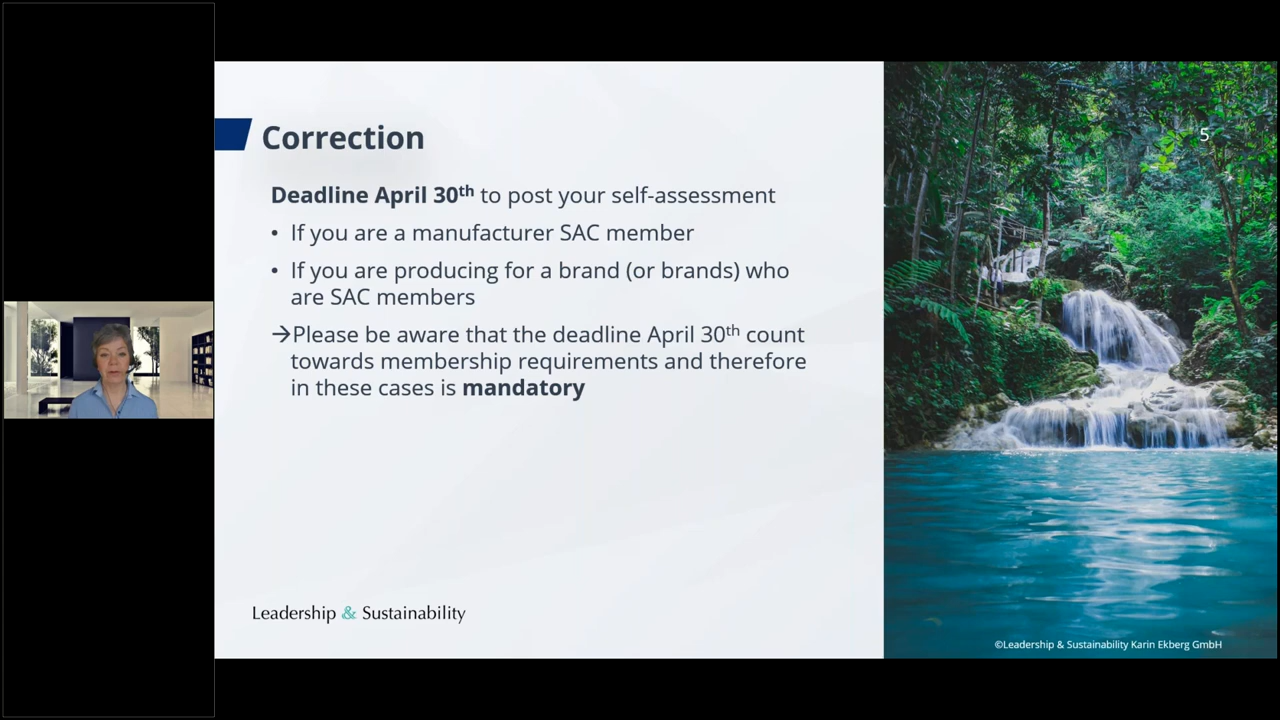 5
Correction
Deadline April 30th to post your self-assessment
• If you are a manufacturer SAC member
• If you are producing for a brand (or brands) who
are SAC members
→Please be aware that the deadline April 30th count
towards membership requirements and therefore
in these cases is mandatory
Leadership & Sustainability
©Leadership & Sustainability Karin Ekberg GmbH